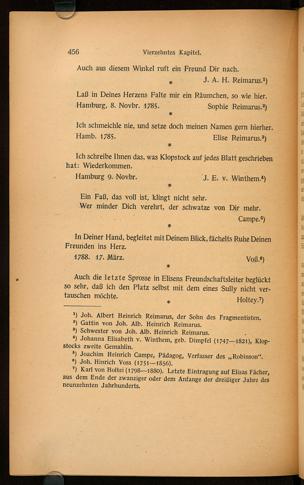 456 Vierzehntes Kapitel.
Auch aus diesem Winkel ruft ein Freund Dir nach.
J. A. H. Reimarus.¹)
*
Laß in Deines Herzens Falte mir ein Räumchen, so wie hier.
Hamburg, 8. Novbr. 1785. Sophie Reimarus.²)
*
Ich schmeichle nie, und setze doch meinen Namen gern hierher.
Hamb. 1785. Elise Reimarus.³)
*
Ich schreibe Ihnen das, was Klopstock auf jedes Blatt geschrieben
hat: Wiederkommen.
Hamburg 9. Novbr. J. E. v. Winthem.⁴)
*
Ein Faß, das voll ist, klingt nicht sehr.
Wer minder Dich verehrt, der schwatze von Dir mehr.
Campe.⁵)
*
In Deiner Hand, begleitet mit Deinem Blick, fächelts Ruhe Deinen
Freunden ins Herz.
1788. 17. März. Voß.⁶)
*
Auch die letzte Sprosse in Elisens Freundschaftsleiter beglückt
so sehr, daß ich den Platz selbst mit dem eines Sully nicht ver-
tauschen möchte.
Holtey.⁷)
*
¹) Joh. Albert Heinrich Reimarus, der Sohn des Fragmentisten.
²) Gattin von Joh. Alb. Heinrich Reimarus.
³) Schwester von Joh. Alb. Heinrich Reimarus.
⁴) Johanna Elisabeth v. Winthem, geb. Dimpfel (1747—1821), Klop-
stocks zweite Gemahlin.
⁵) Joachim Heinrich Campe, Pädagog, Verfasser des „Robinson".
⁶) Joh. Hinrich Voss (1751—1826).
⁷) Karl von Holtei (1798—1880). Letzte Eintragung auf Elisas Fächer,
aus dem Ende der zwanziger oder dem Anfange der dreißiger Jahre des
neunzehnten Jahrhunderts.